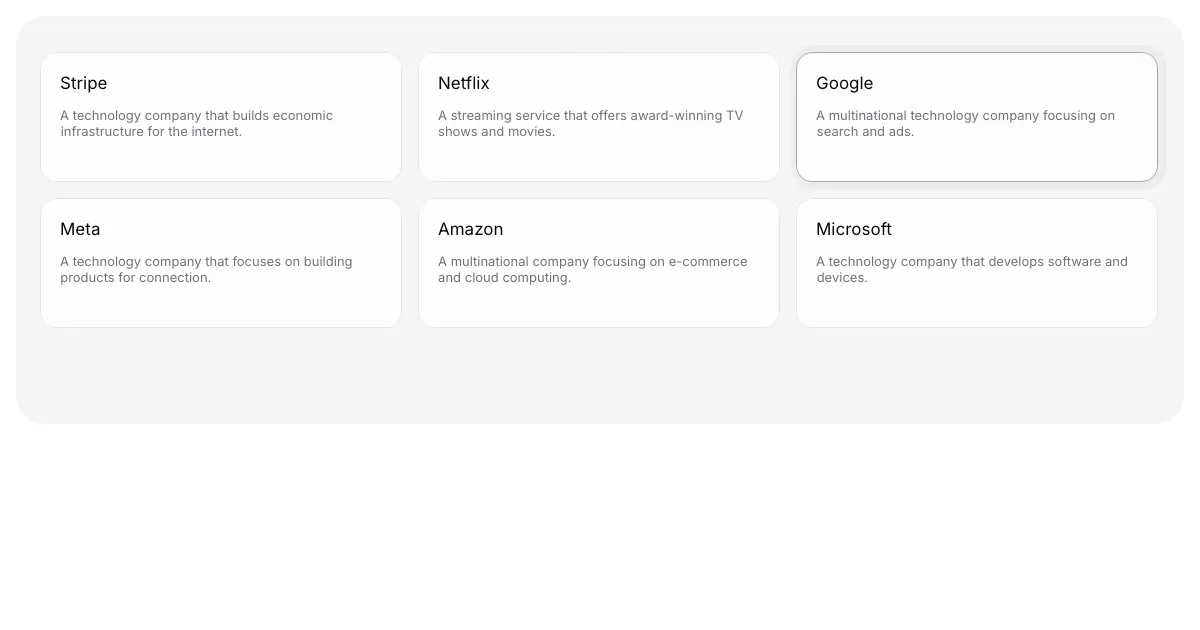 Stripe
A technology company that builds economic
infrastructure for the internet.
Netflix
A streaming service that offers award-winning TV
shows and movies.
Google
A multinational technology company focusing on
search and ads.
Meta
A technology company that focuses on building
products for connection.
Amazon
A multinational company focusing on e-commerce
and cloud computing.
Microsoft
A technology company that develops software and
devices.